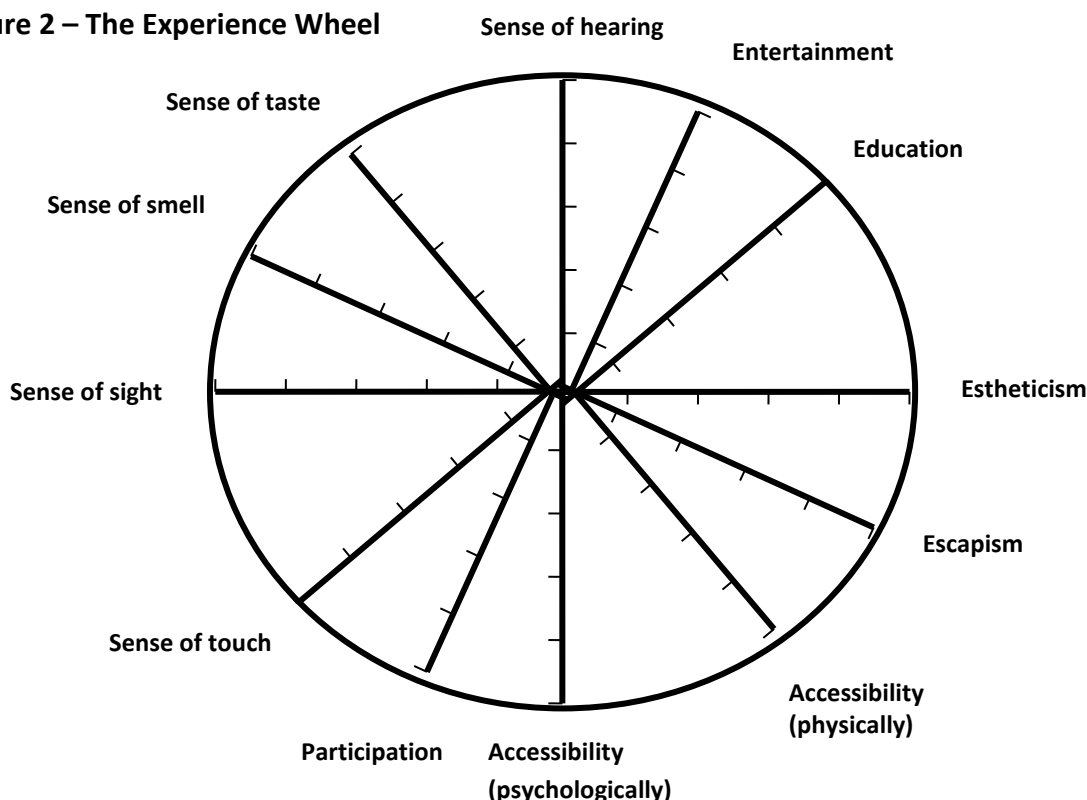 ure 2 – The Experience Wheel
Sense of hearing
Entertainment
Sense of taste
Education
Sense of smell
Sense of sight
Estheticism
Escapism
Sense of touch
Accessibility
(physically)
Participation
Accessibility
(psychologically)